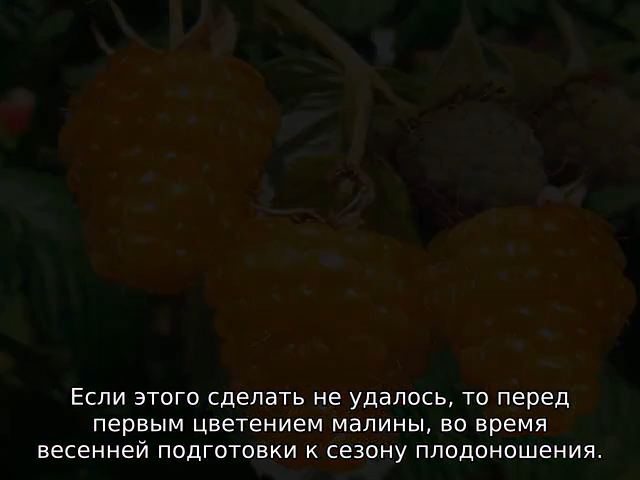 Если этого сделать не удалось, то перед
первым цветением малины, во время
весенней подготовки к сезону плодоношения.